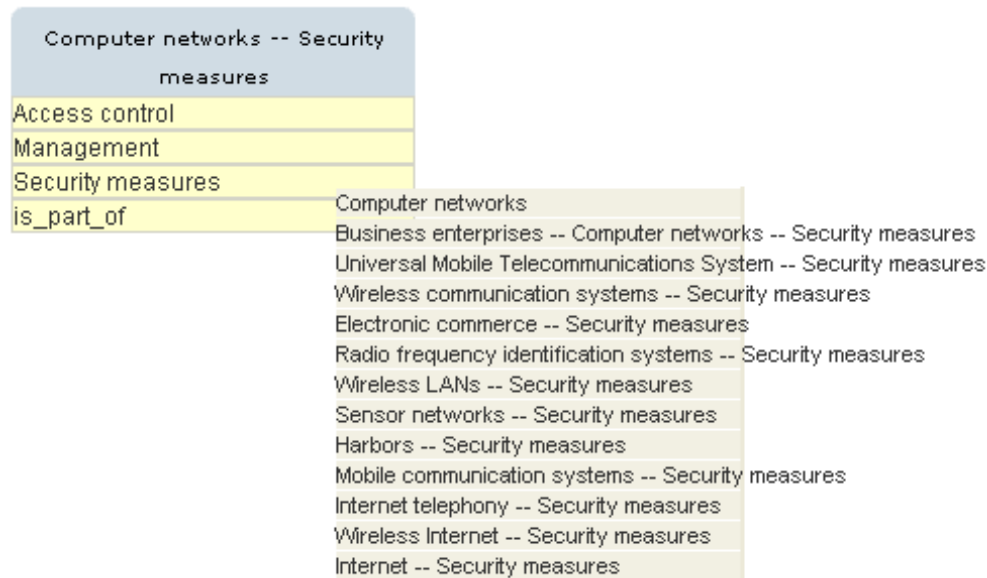 Computer networks -- Security
measures
Access control
Management
Security measures
is_part_of
Computer networks
Business enterprises -- Computer networks -- Security measures
Universal Mobile Telecommunications System -- Security measures
Wireless communication systems -- Security measures
Electronic commerce -- Security measures
Radio frequency identification systems -- Security measures
Wireless LANs -- Security measures
Sensor networks -- Security measures
Harbors -- Security measures
Mobile communication systems -- Security measures
Internet telephony -- Security measures
Wireless Internet -- Security measures
Internet -- Security measures